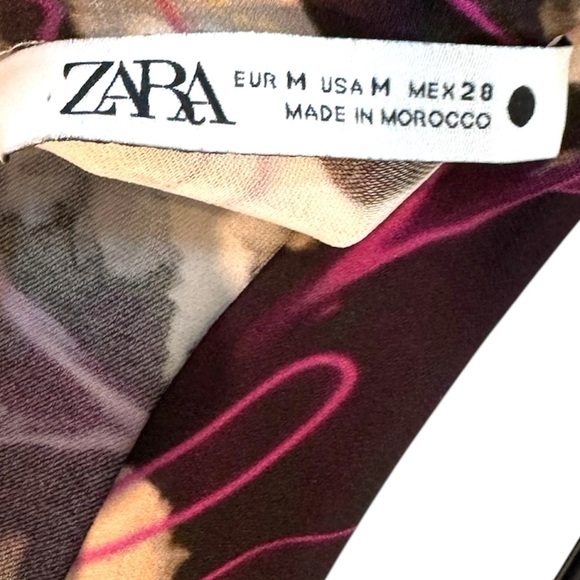 ZARA EUR M USA M MEX 28
MADE IN MOROCCO